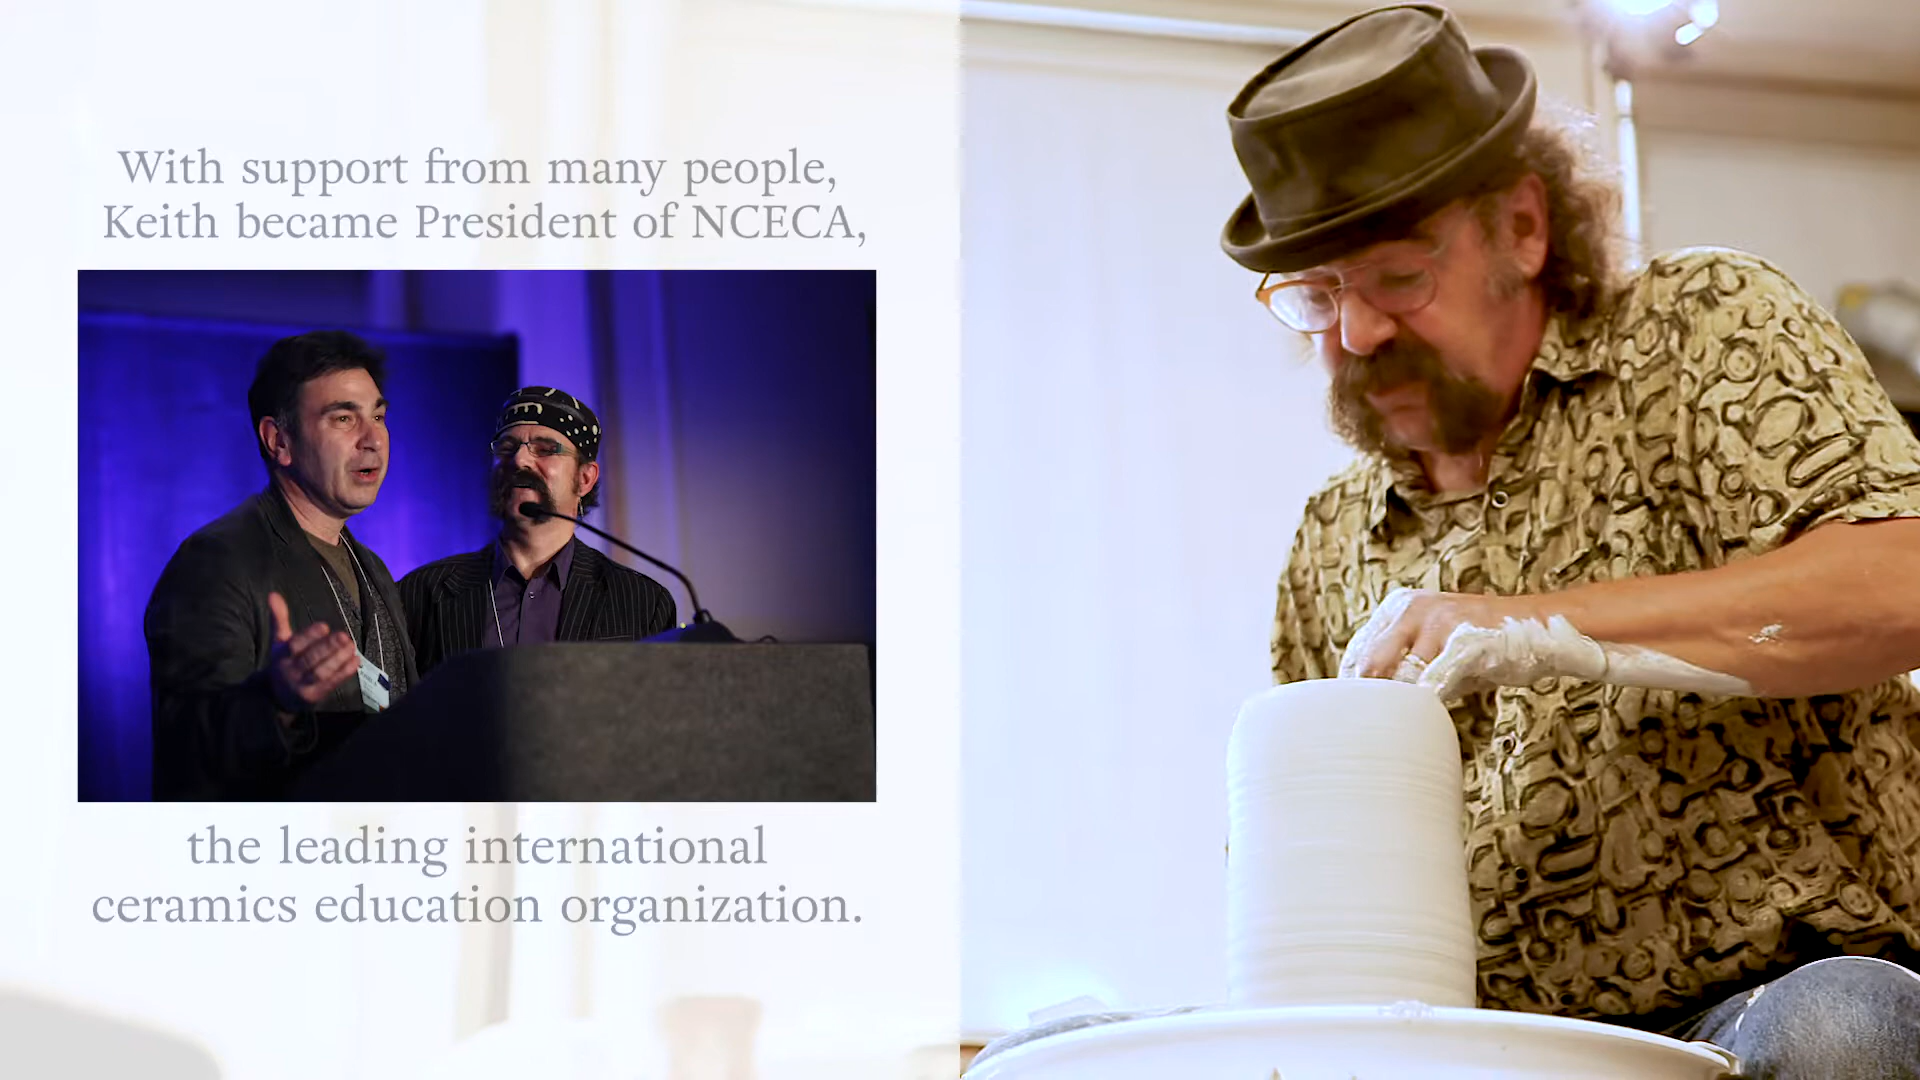 With support from many people,
Keith became President of NCECA,
the leading international
ceramics education organization.